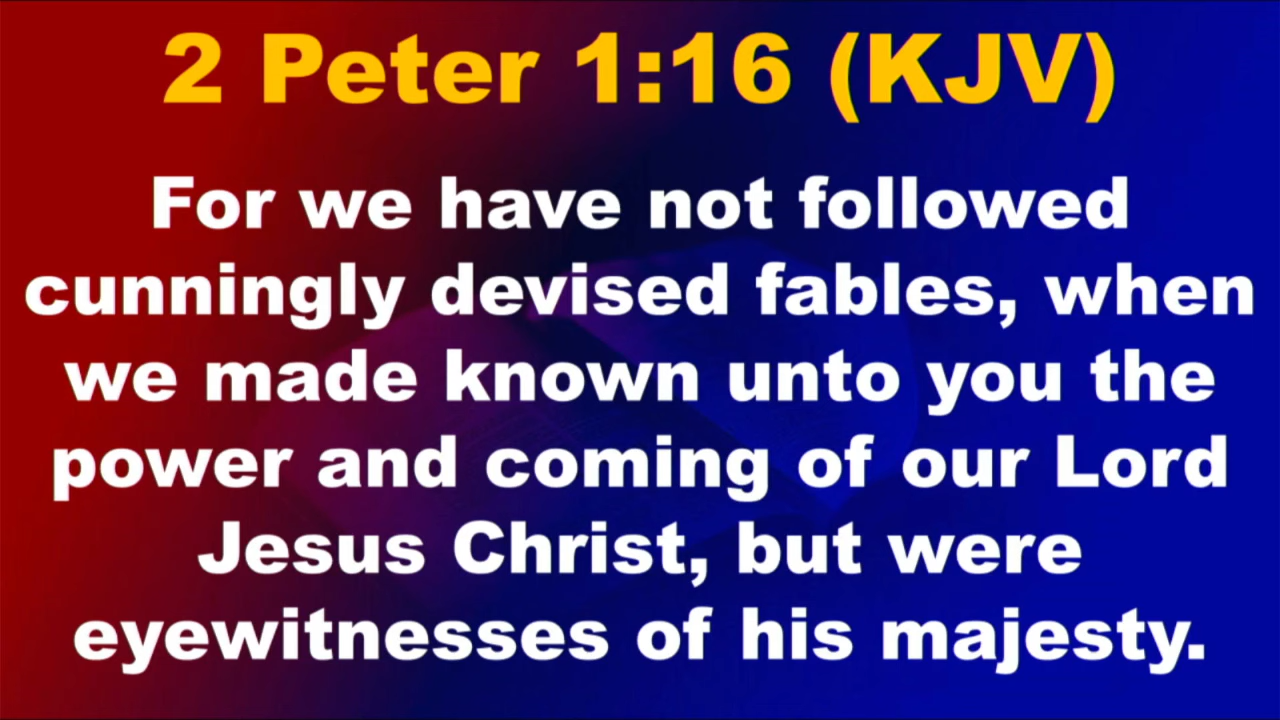 2 Peter 1:16 (KJV)
For we have not followed
cunningly devised fables, when
we made known unto you the
power and coming of our Lord
Jesus Christ, but were
eyewitnesses of his majesty.